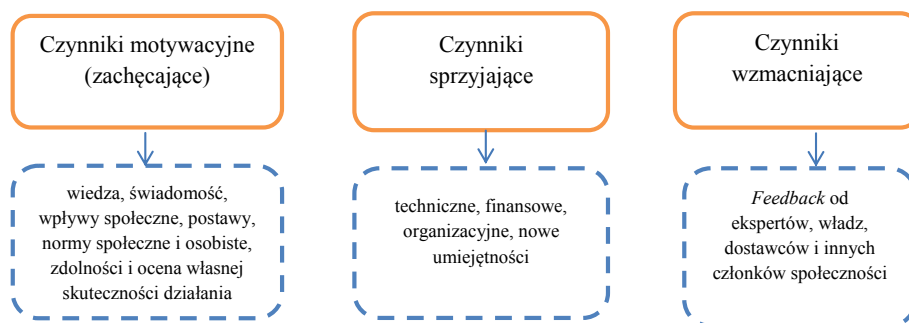 Czynniki motywacyjne
(zachęcające)
Czynniki
sprzyjające
Czynniki
wzmacniające
wiedza, świadomość,
wpływy społeczne, postawy,
normy społeczne i osobiste,
zdolności i ocena własnej
skuteczności działania
techniczne, finansowe,
organizacyjne, nowe
umiejętności
Feedback od
ekspertów, władz,
dostawców i innych
członków społeczności